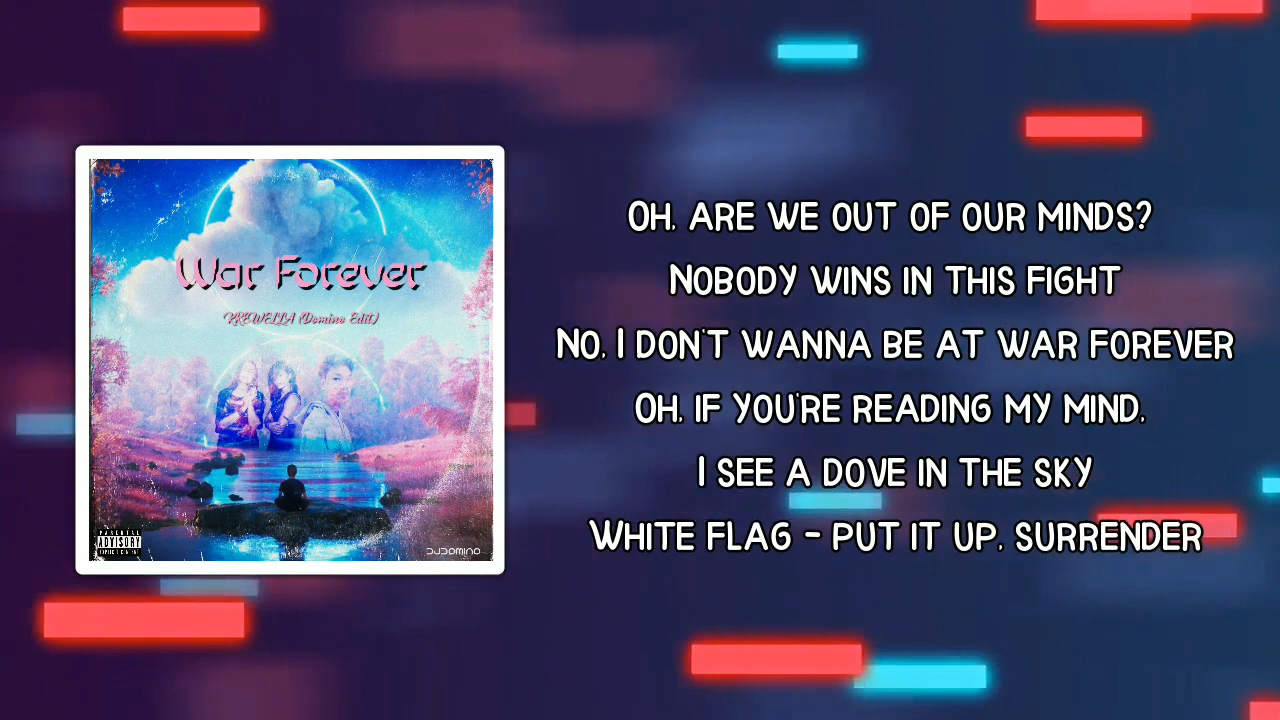 War Forever
KREWELLA (Domino Edit)
PARENTAL
ADVISORY
EXPLICIT CONTENT
DJDOMINO
OH, ARE WE OUT OF OUR MINDS?
NOBODY WINS IN THIS FIGHT
NO, I DON'T WANNA BE AT WAR FOREVER
OH, IF YOU'RE READING MY MIND,
I SEE A DOVE IN THE SKY
WHITE FLAG - PUT IT UP, SURRENDER